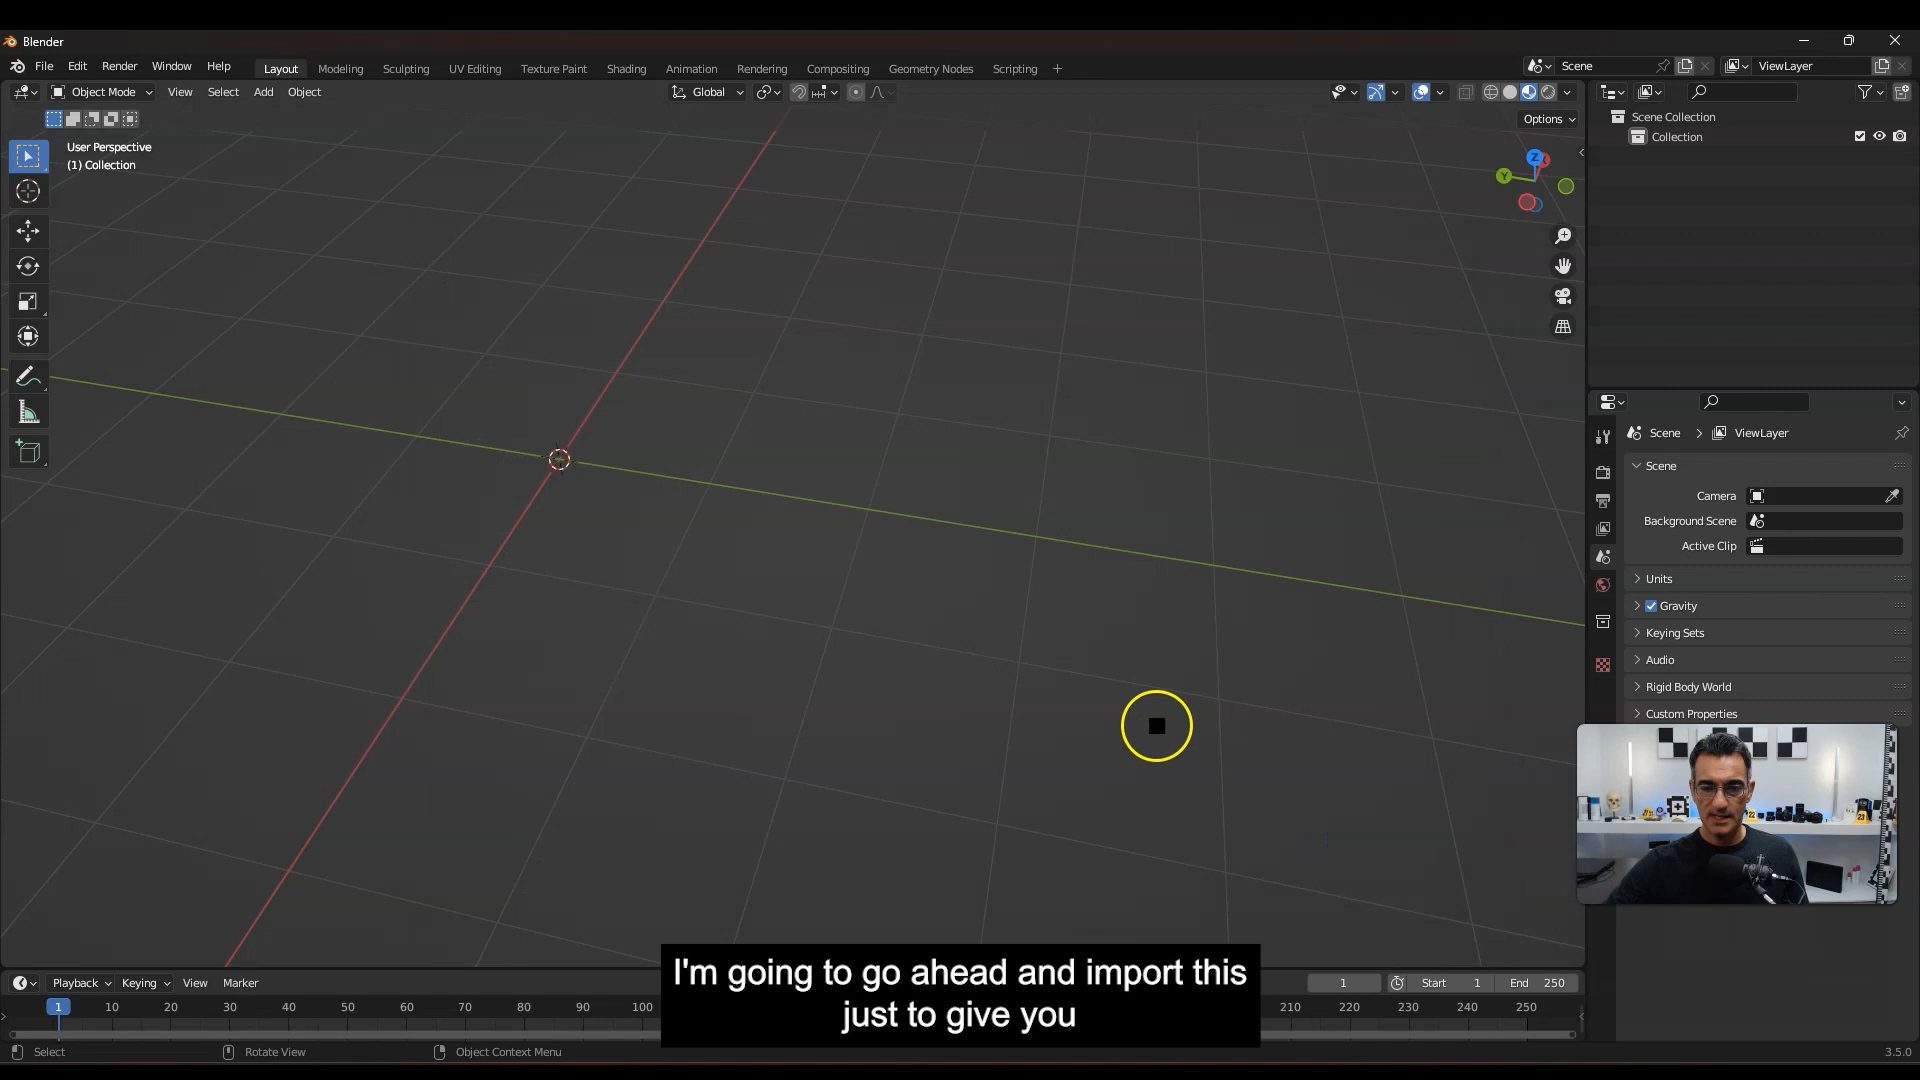 Blender
File Edit Render Window Help
Layout Modeling Sculpting UV Editing Texture Paint Shading Animation Rendering Compositing Geometry Nodes Scripting +
Scene
ViewLayer
Object Mode View Select Add Object
Global
Options
User Perspective
(1) Collection
Z
Y
Scene Collection
Collection
Scene > ViewLayer
Scene
Camera
Background Scene
Active Clip
Units
Gravity
Keying Sets
Audio
Rigid Body World
Custom Properties
I'm going to go ahead and import this
just to give you
Playback Keying View Marker
1 Start 1 End 250
1 10 20 30 40 50 60 70 80 90 100 210 220 230 240 250
Select Rotate View Object Context Menu
3.5.0